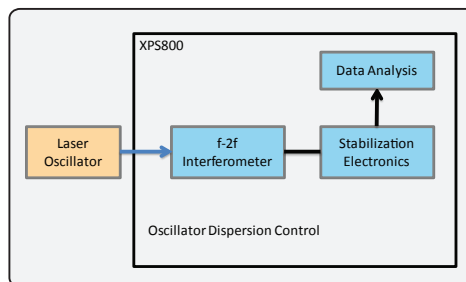 XPS800
Data Analysis
Laser
Oscillator
f-2f
Interferometer
Stabilization
Electronics
Oscillator Dispersion Control